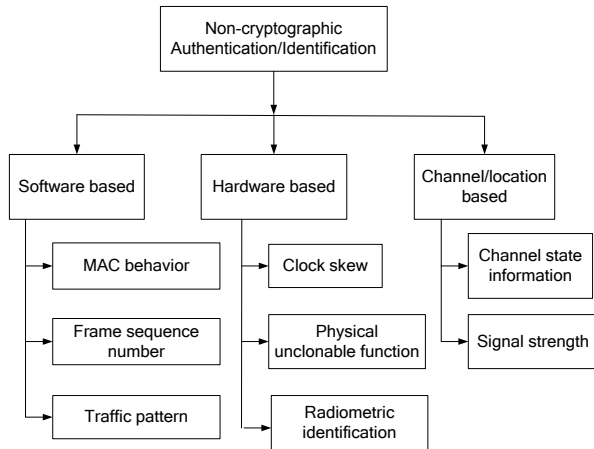 Non-cryptographic
Authentication/Identification
Software based
Hardware based
Channel/location
based
MAC behavior
Clock skew
Channel state
information
Frame sequence
number
Physical
unclonable function
Signal strength
Traffic pattern
Radiometric
identification